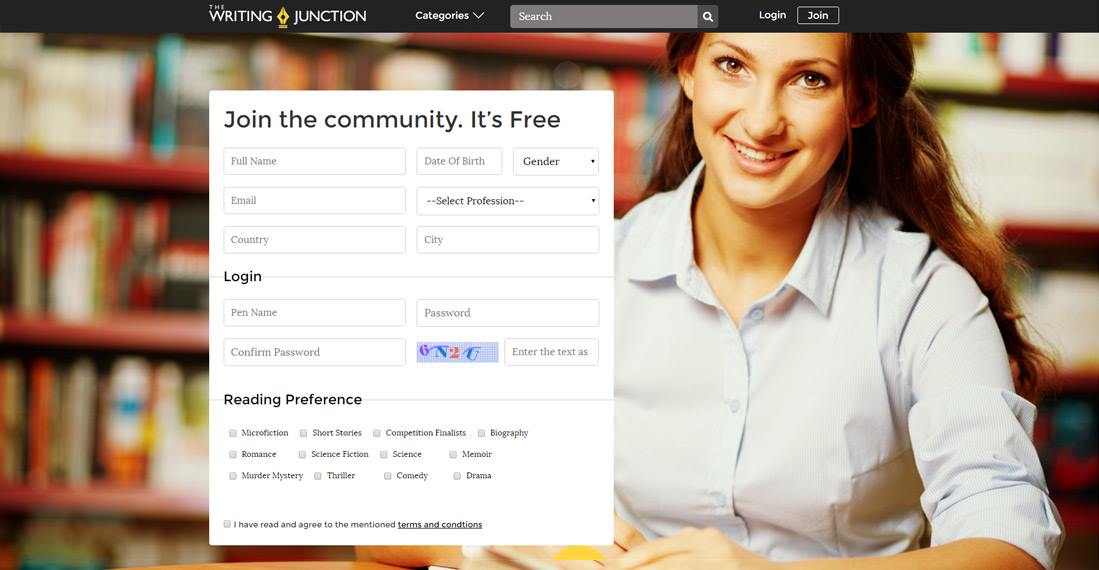 THE
WRITING JUNCTION Categories Search Login Join
Join the community. It's Free
Full Name Date Of Birth Gender
Email --Select Profession--
Country City
Login
Pen Name Password
Confirm Password 6N2U Enter the text as
Reading Preference
Microfiction Short Stories Competition Finalists Biography
Romance Science Fiction Science Memoir
Murder Mystery Thriller Comedy Drama
I have read and agree to the mentioned terms and condtions